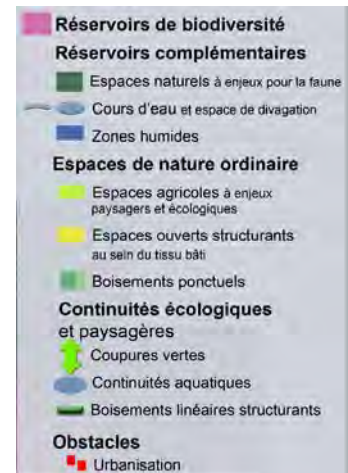 Réservoirs de biodiversité
Réservoirs complémentaires
Espaces naturels à enjeux pour la faune
Cours d'eau et espace de divagation
Zones humides
Espaces de nature ordinaire
Espaces agricoles à enjeux
paysagers et écologiques
Espaces ouverts structurants
au sein du tissu bâti
Boisements ponctuels
Continuités écologiques
et paysagères
Coupures vertes
Continuités aquatiques
Boisements linéaires structurants
Obstacles
Urbanisation